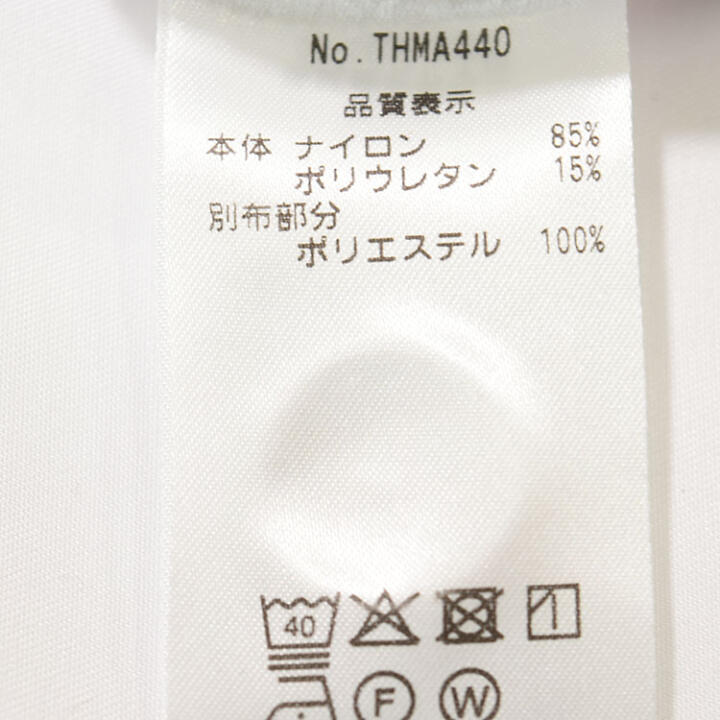 No.THMA440
品質表示
本体 ナイロン 85%
ポリウレタン 15%
別布部分
ポリエステル 100%
40
F W